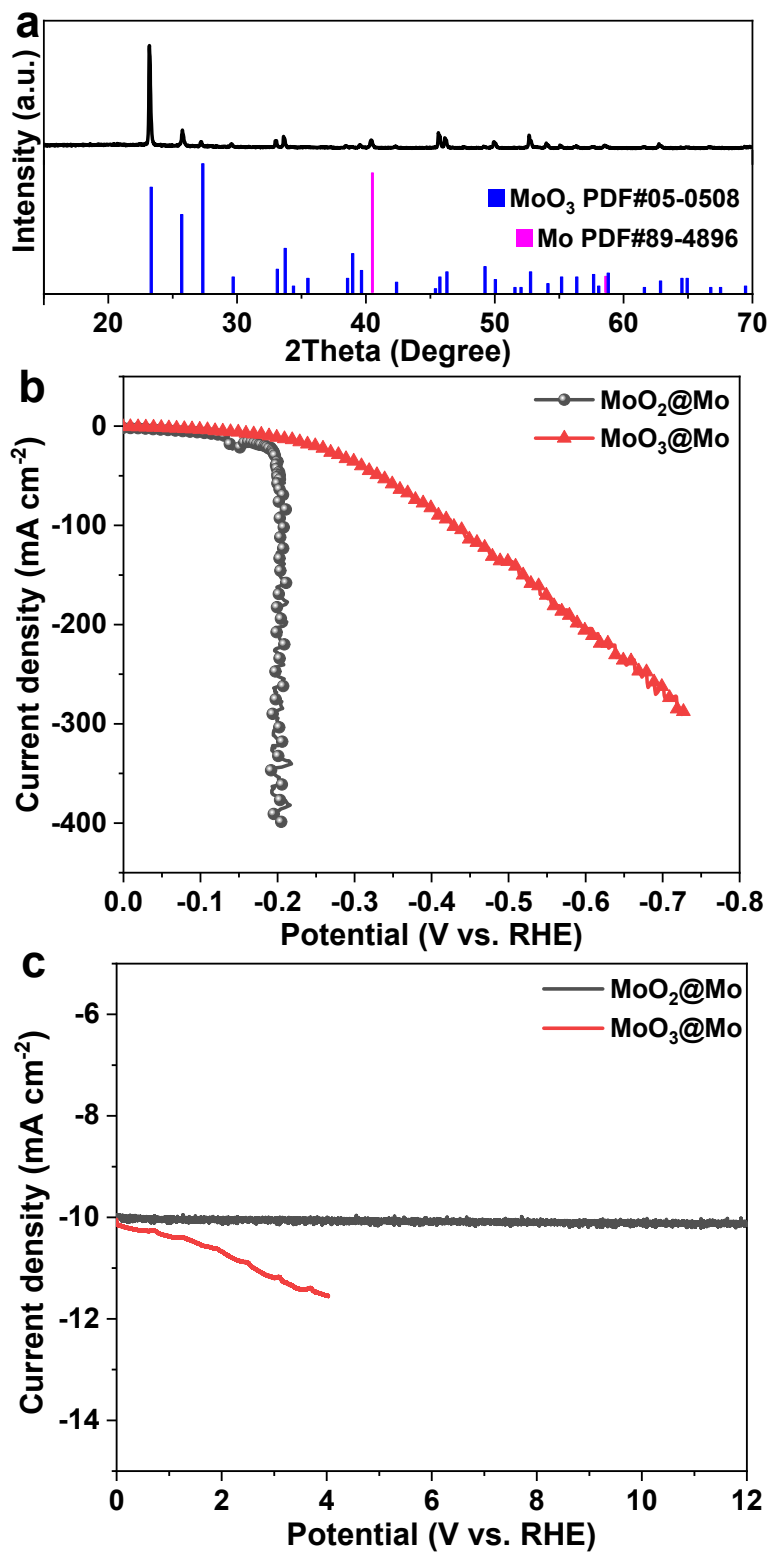 a
Intensity (a.u.)
MoO₃ PDF#05-0508
Mo PDF#89-4896
20 30 40 50 60 70
2Theta (Degree)
b
Current density (mA cm⁻²)
MoO₂@Mo
MoO₃@Mo
0
-100
-200
-300
-400
0.0 -0.1 -0.2 -0.3 -0.4 -0.5 -0.6 -0.7 -0.8
Potential (V vs. RHE)
c
Current density (mA cm⁻²)
MoO₂@Mo
MoO₃@Mo
-6
-8
-10
-12
-14
0 2 4 6 8 10 12
Potential (V vs. RHE)